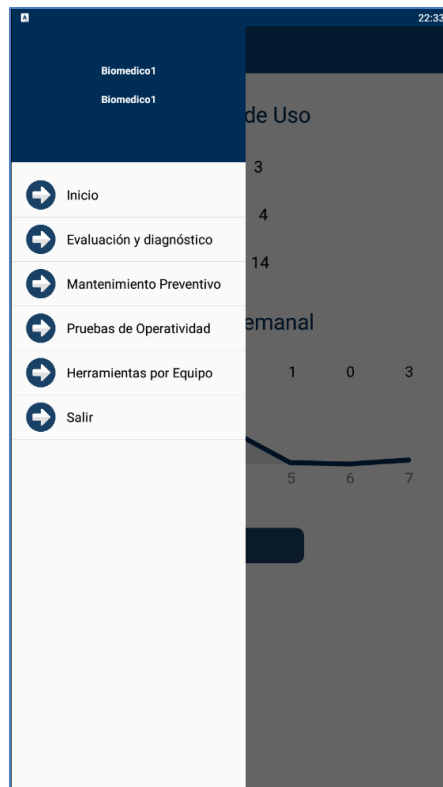 A
22:33
Biomedico1
Biomedico1
de Uso
3
Inicio
4
Evaluación y diagnóstico
14
Mantenimiento Preventivo
emanal
Pruebas de Operatividad
Herramientas por Equipo
1 0 3
Salir
5 6 7